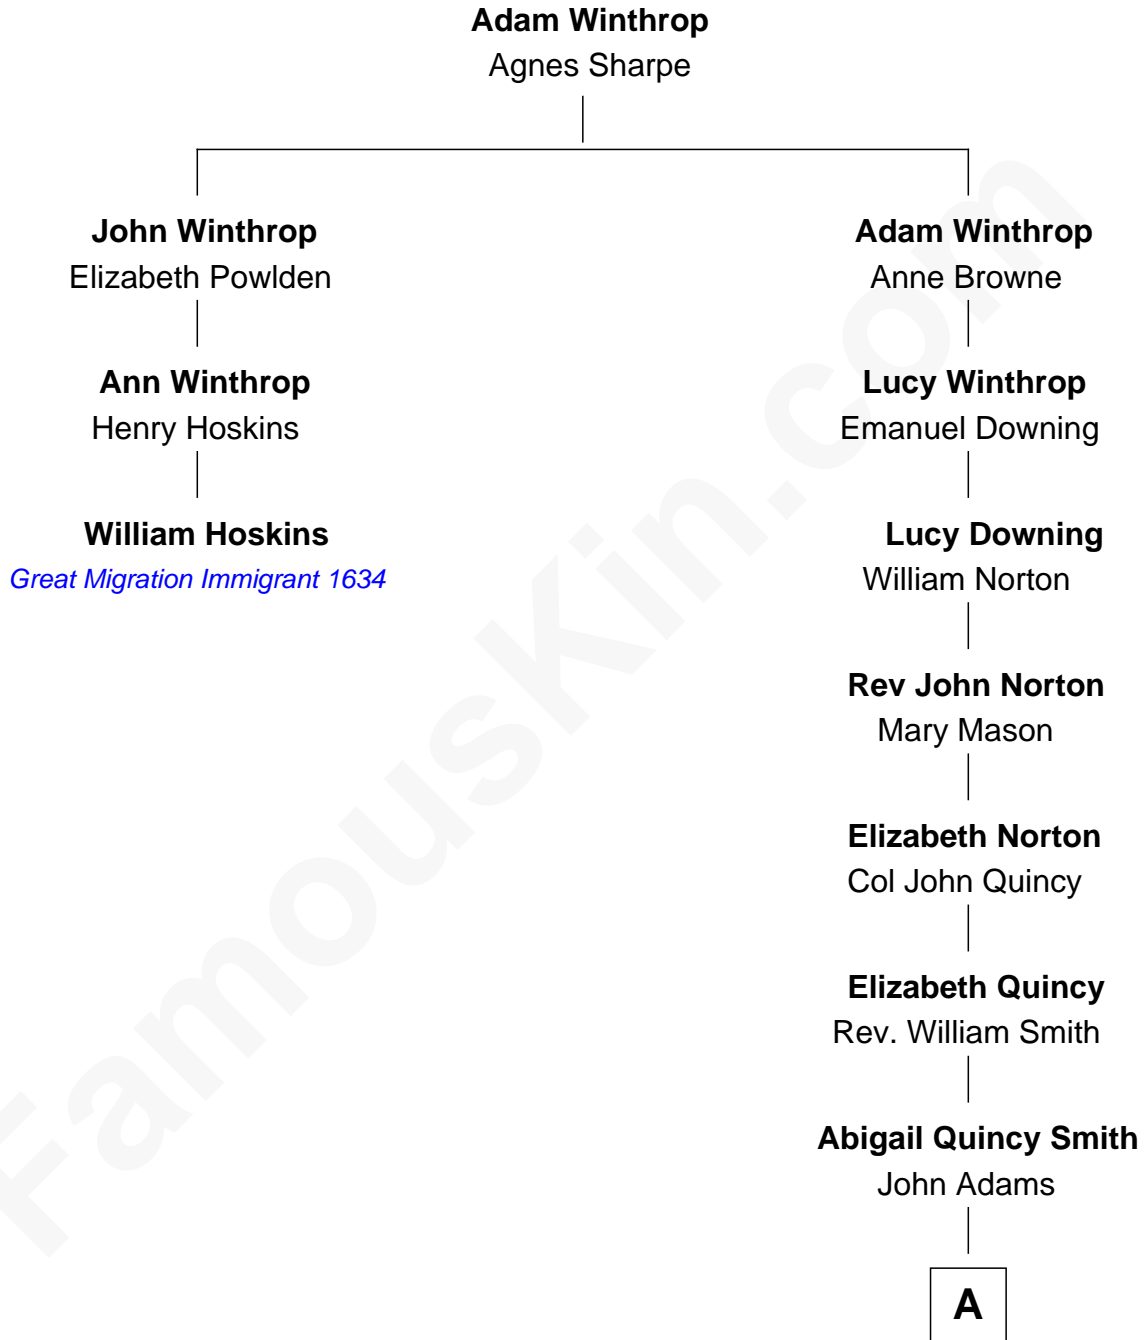 Adam Winthrop
Agnes Sharpe
John Winthrop
Elizabeth Powlden
Ann Winthrop
Henry Hoskins
William Hoskins
Great Migration Immigrant 1634
Adam Winthrop
Anne Browne
Lucy Winthrop
Emanuel Downing
Lucy Downing
William Norton
Rev John Norton
Mary Mason
Elizabeth Norton
Col John Quincy
Elizabeth Quincy
Rev. William Smith
Abigail Quincy Smith
John Adams
A
FamousKin.com